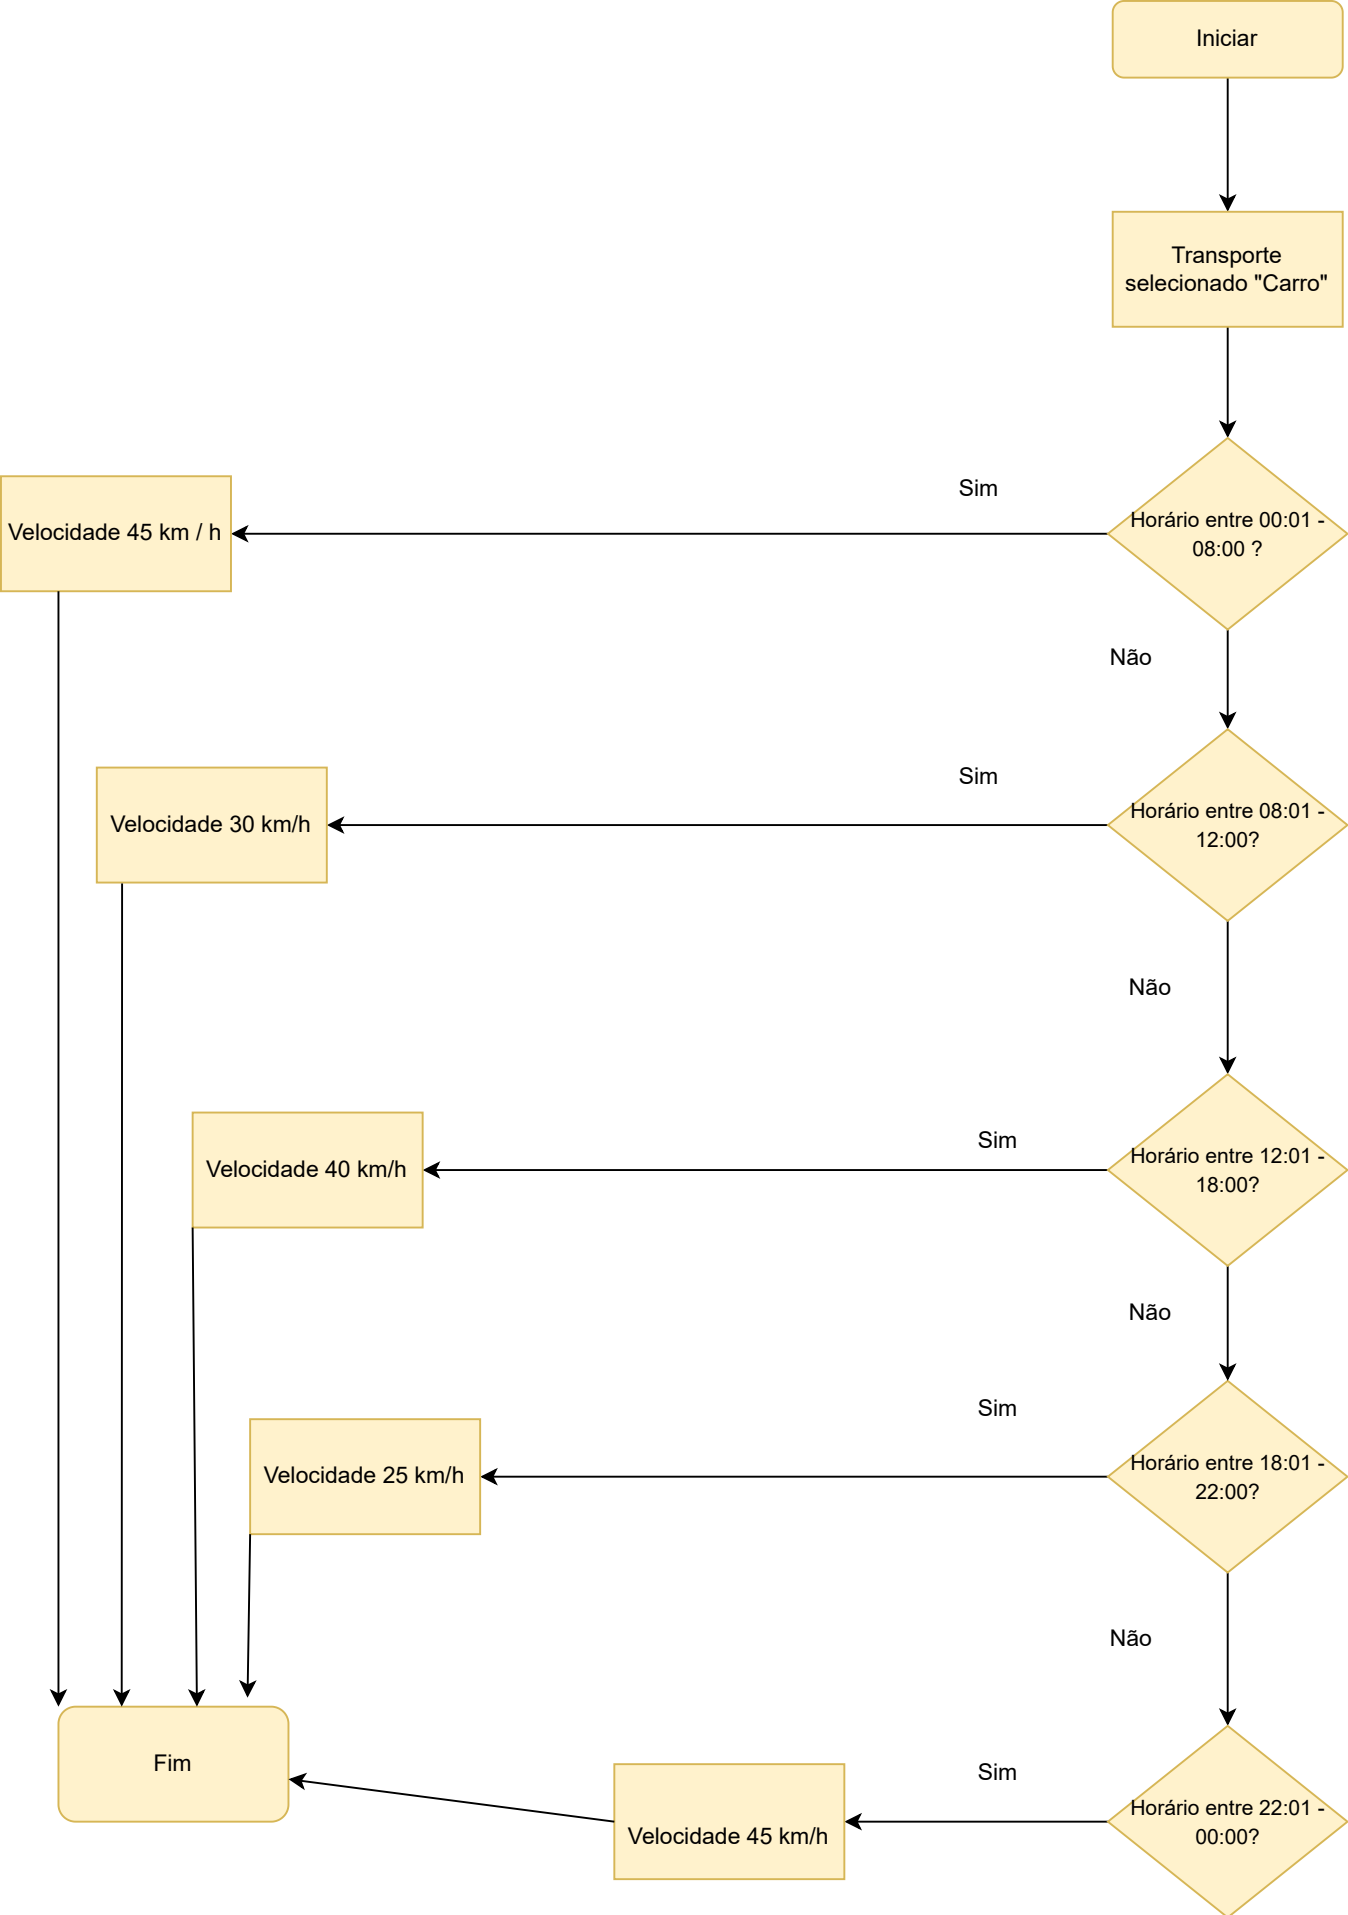 Iniciar
Transporte
selecionado "Carro"
Sim
Horário entre 00:01 -
08:00 ?
Velocidade 45 km / h
Não
Sim
Horário entre 08:01 -
12:00?
Velocidade 30 km/h
Não
Sim
Horário entre 12:01 -
18:00?
Velocidade 40 km/h
Não
Sim
Horário entre 18:01 -
22:00?
Velocidade 25 km/h
Não
Sim
Horário entre 22:01 -
00:00?
Velocidade 45 km/h
Fim